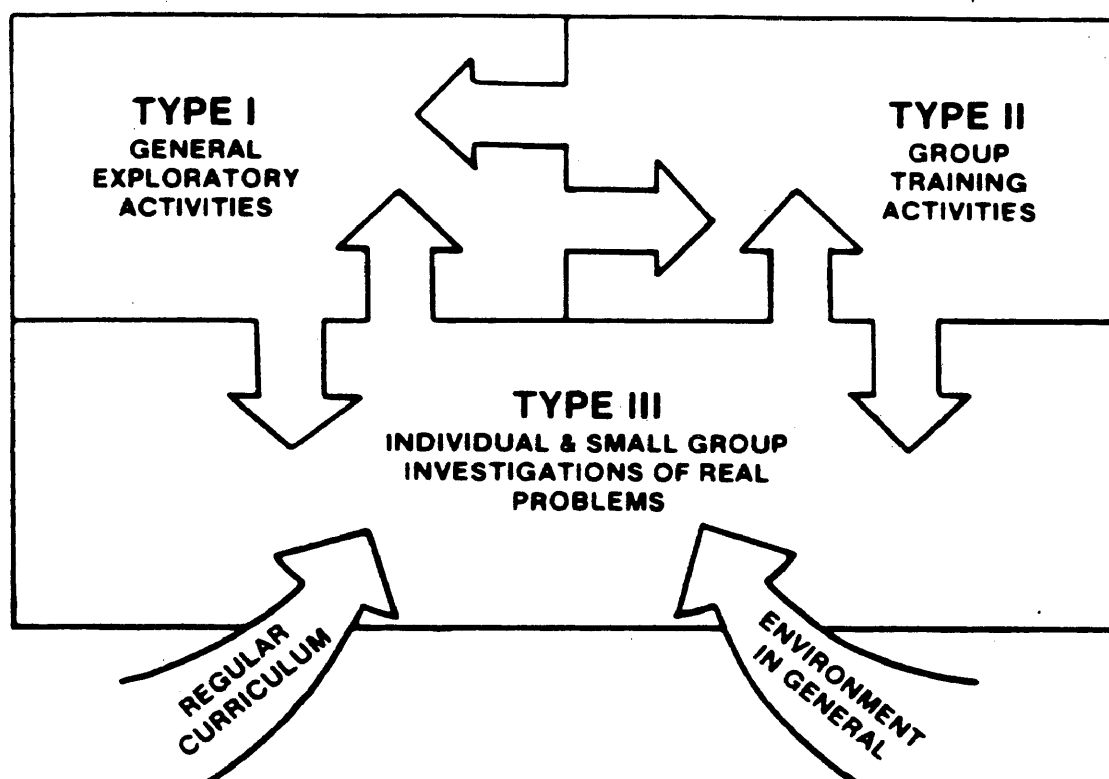 TYPE I
GENERAL
EXPLORATORY
ACTIVITIES
TYPE II
GROUP
TRAINING
ACTIVITIES
TYPE III
INDIVIDUAL & SMALL GROUP
INVESTIGATIONS OF REAL
PROBLEMS
REGULAR
CURRICULUM
ENVIRONMENT
IN GENERAL